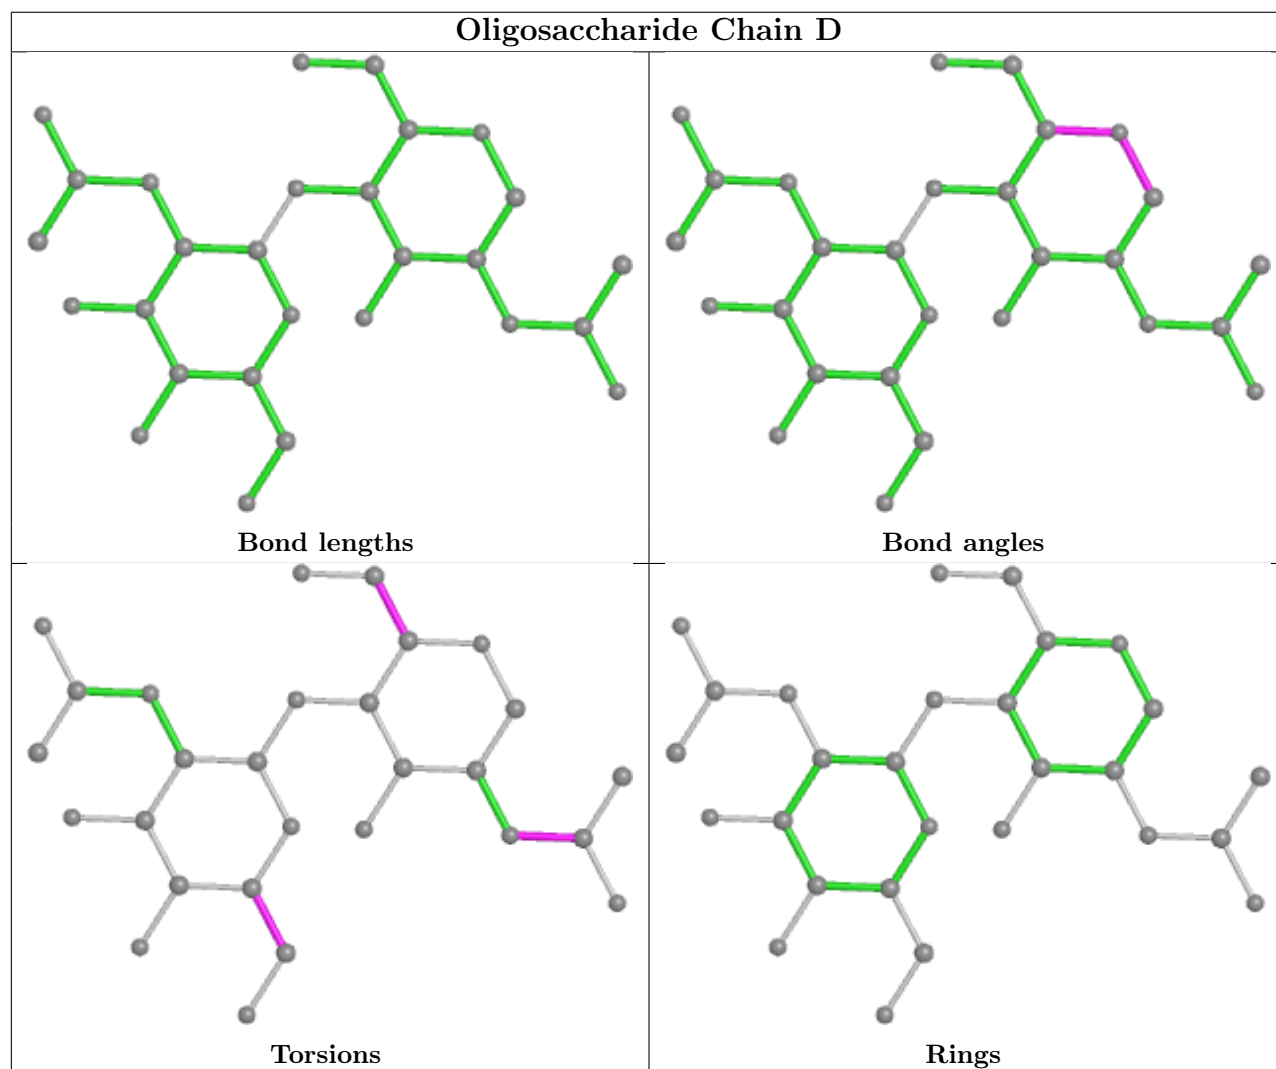 Oligosaccharide Chain D
Bond lengths
Bond angles
Torsions
Rings